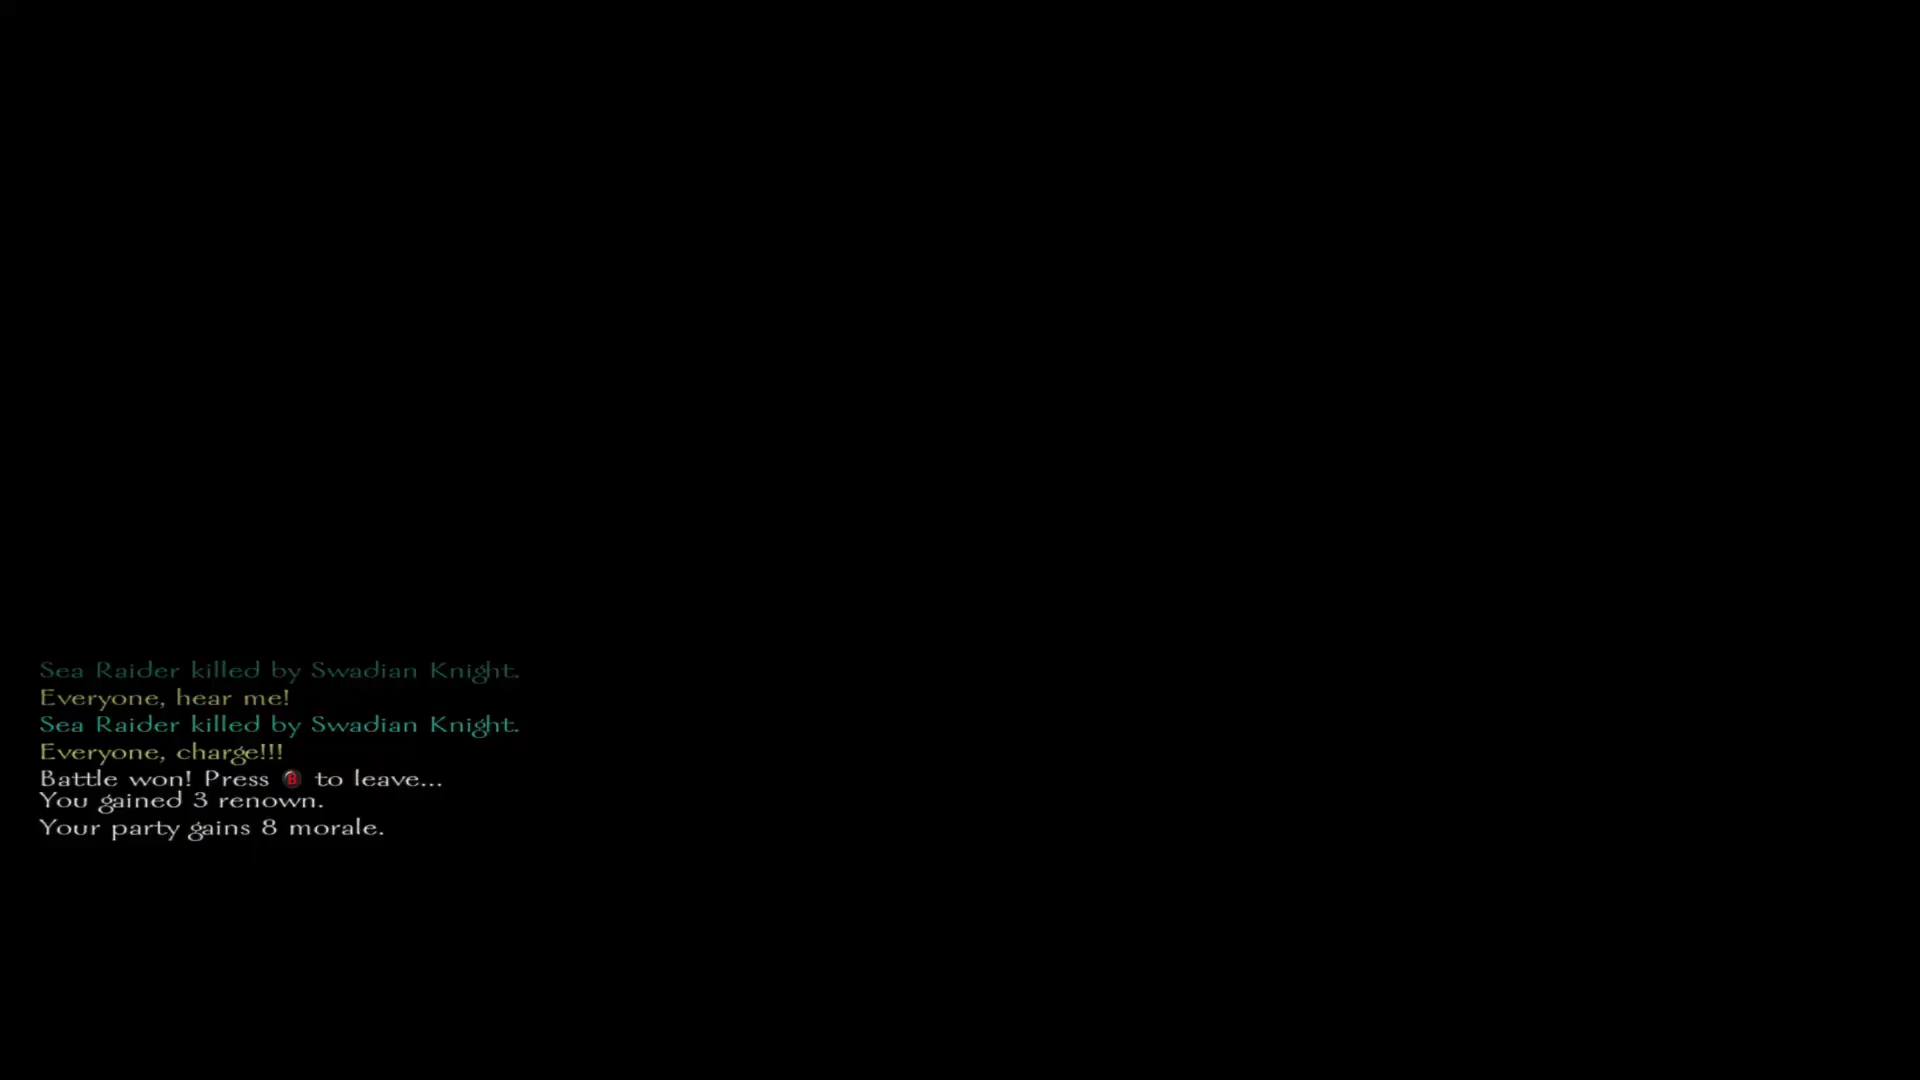 Sea Raider killed by Swadian Knight.
Everyone, hear me!
Sea Raider killed by Swadian Knight.
Everyone, charge!!!
Battle won! Press B to leave...
You gained 3 renown.
Your party gains 8 morale.